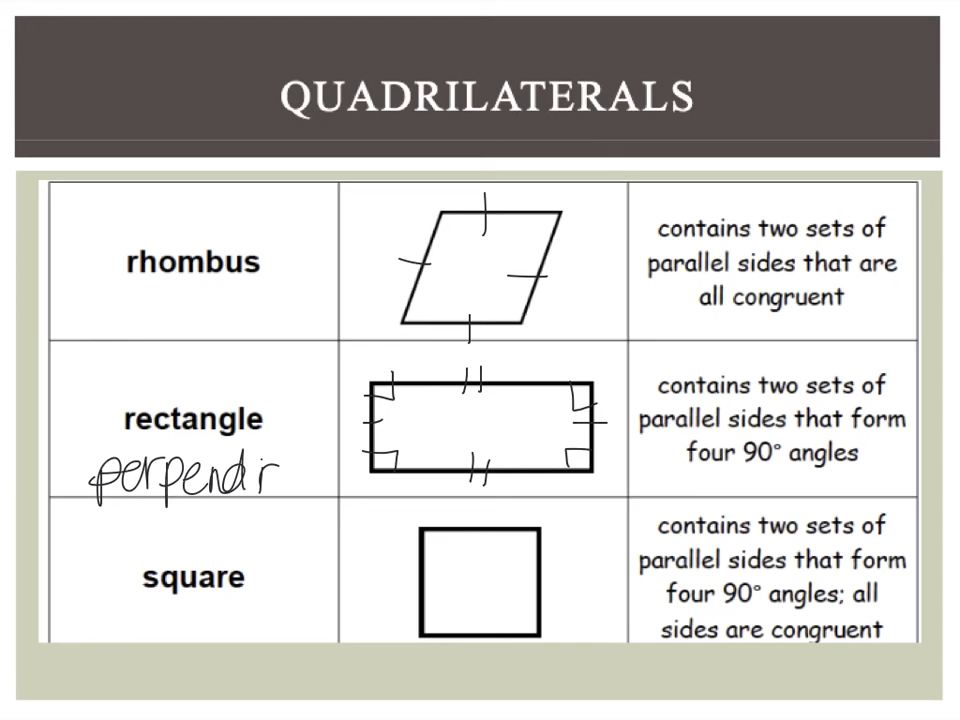 QUADRILATERALS
rhombus
contains two sets of
parallel sides that are
all congruent
rectangle
perpendi
contains two sets of
parallel sides that form
four 90° angles
square
contains two sets of
parallel sides that form
four 90° angles; all
sides are congruent